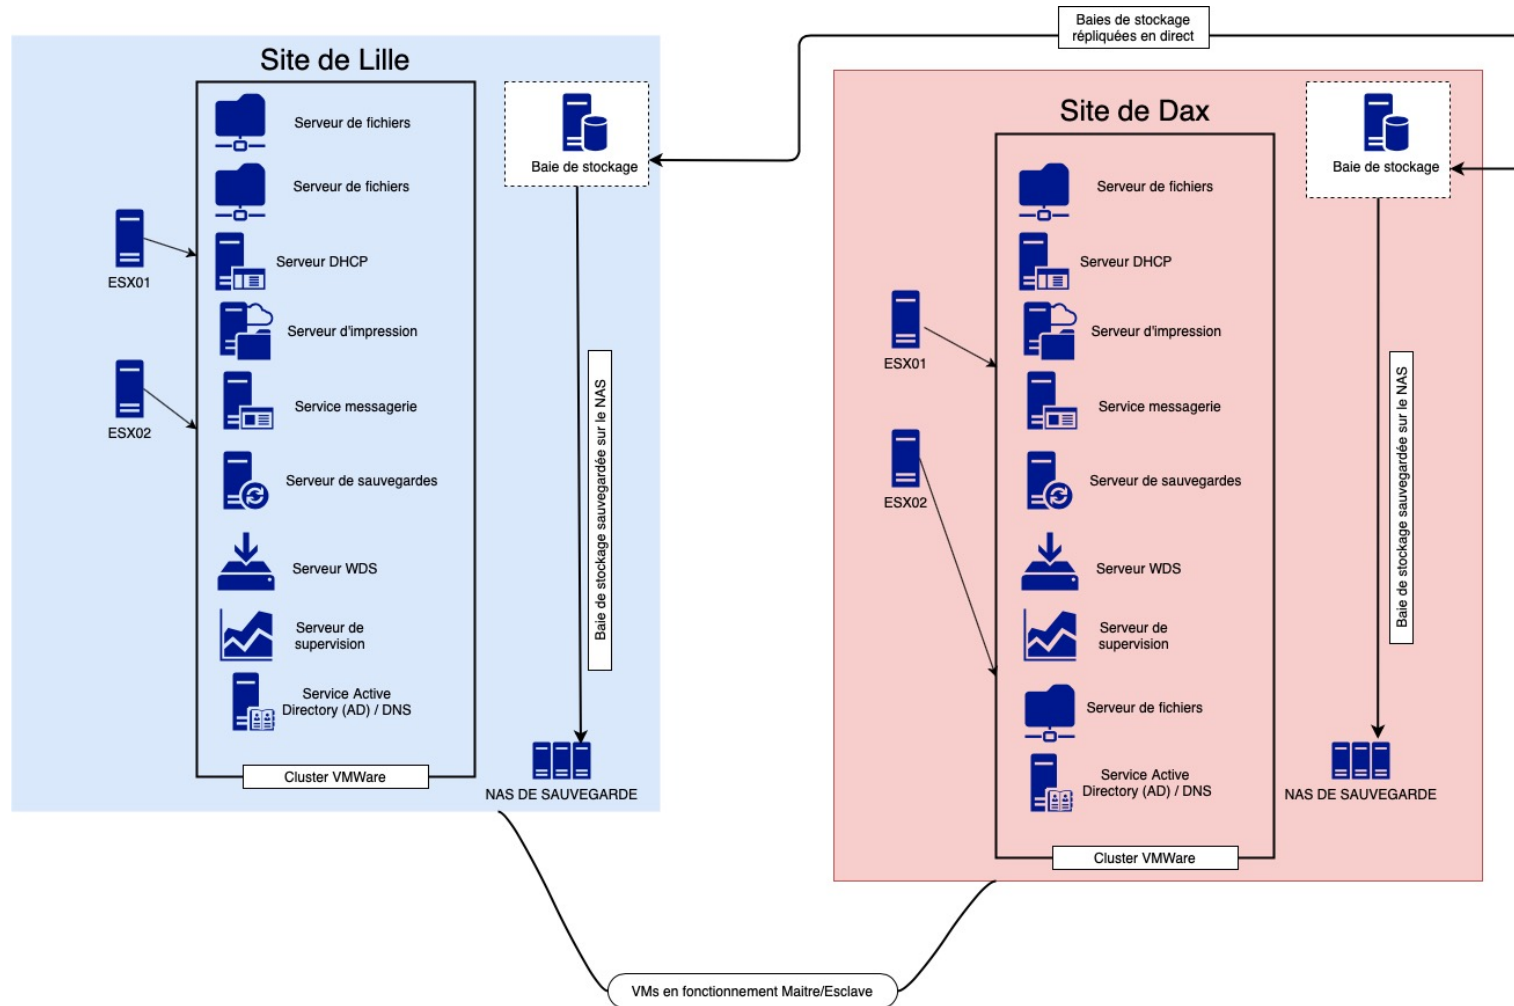 Baies de stockage
répliquées en direct
Site de Lille
Serveur de fichiers
Serveur de fichiers
Serveur DHCP
Serveur d'impression
Service messagerie
Serveur de sauvegardes
Serveur WDS
Serveur de
supervision
Service Active
Directory (AD) / DNS
Cluster VMWare
ESX01
ESX02
Baie de stockage
Baie de stockage sauvegardée sur le NAS
NAS DE SAUVEGARDE
Site de Dax
Serveur de fichiers
Serveur DHCP
Serveur d'impression
Service messagerie
Serveur de sauvegardes
Serveur WDS
Serveur de
supervision
Serveur de fichiers
Service Active
Directory (AD) / DNS
Cluster VMWare
ESX01
ESX02
Baie de stockage
Baie de stockage sauvegardée sur le NAS
NAS DE SAUVEGARDE
VMs en fonctionnement Maitre/Esclave